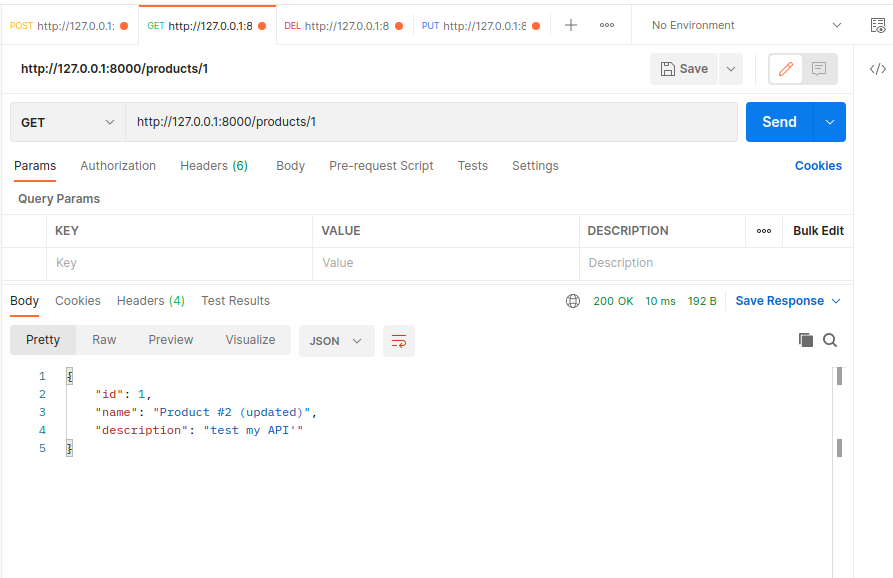 POST http://127.0.0.1: GET http://127.0.0.1:8 DEL http://127.0.0.1:8 PUT http://127.0.0.1:8 No Environment
http://127.0.0.1:8000/products/1 Save
GET http://127.0.0.1:8000/products/1 Send
Params Authorization Headers (6) Body Pre-request Script Tests Settings Cookies
Query Params
KEY VALUE DESCRIPTION Bulk Edit
Key Value Description
Body Cookies Headers (4) Test Results 200 OK 10 ms 192 B Save Response
Pretty Raw Preview Visualize JSON
1 {
2 "id": 1,
3 "name": "Product #2 (updated)",
4 "description": "test my API'"
5 }